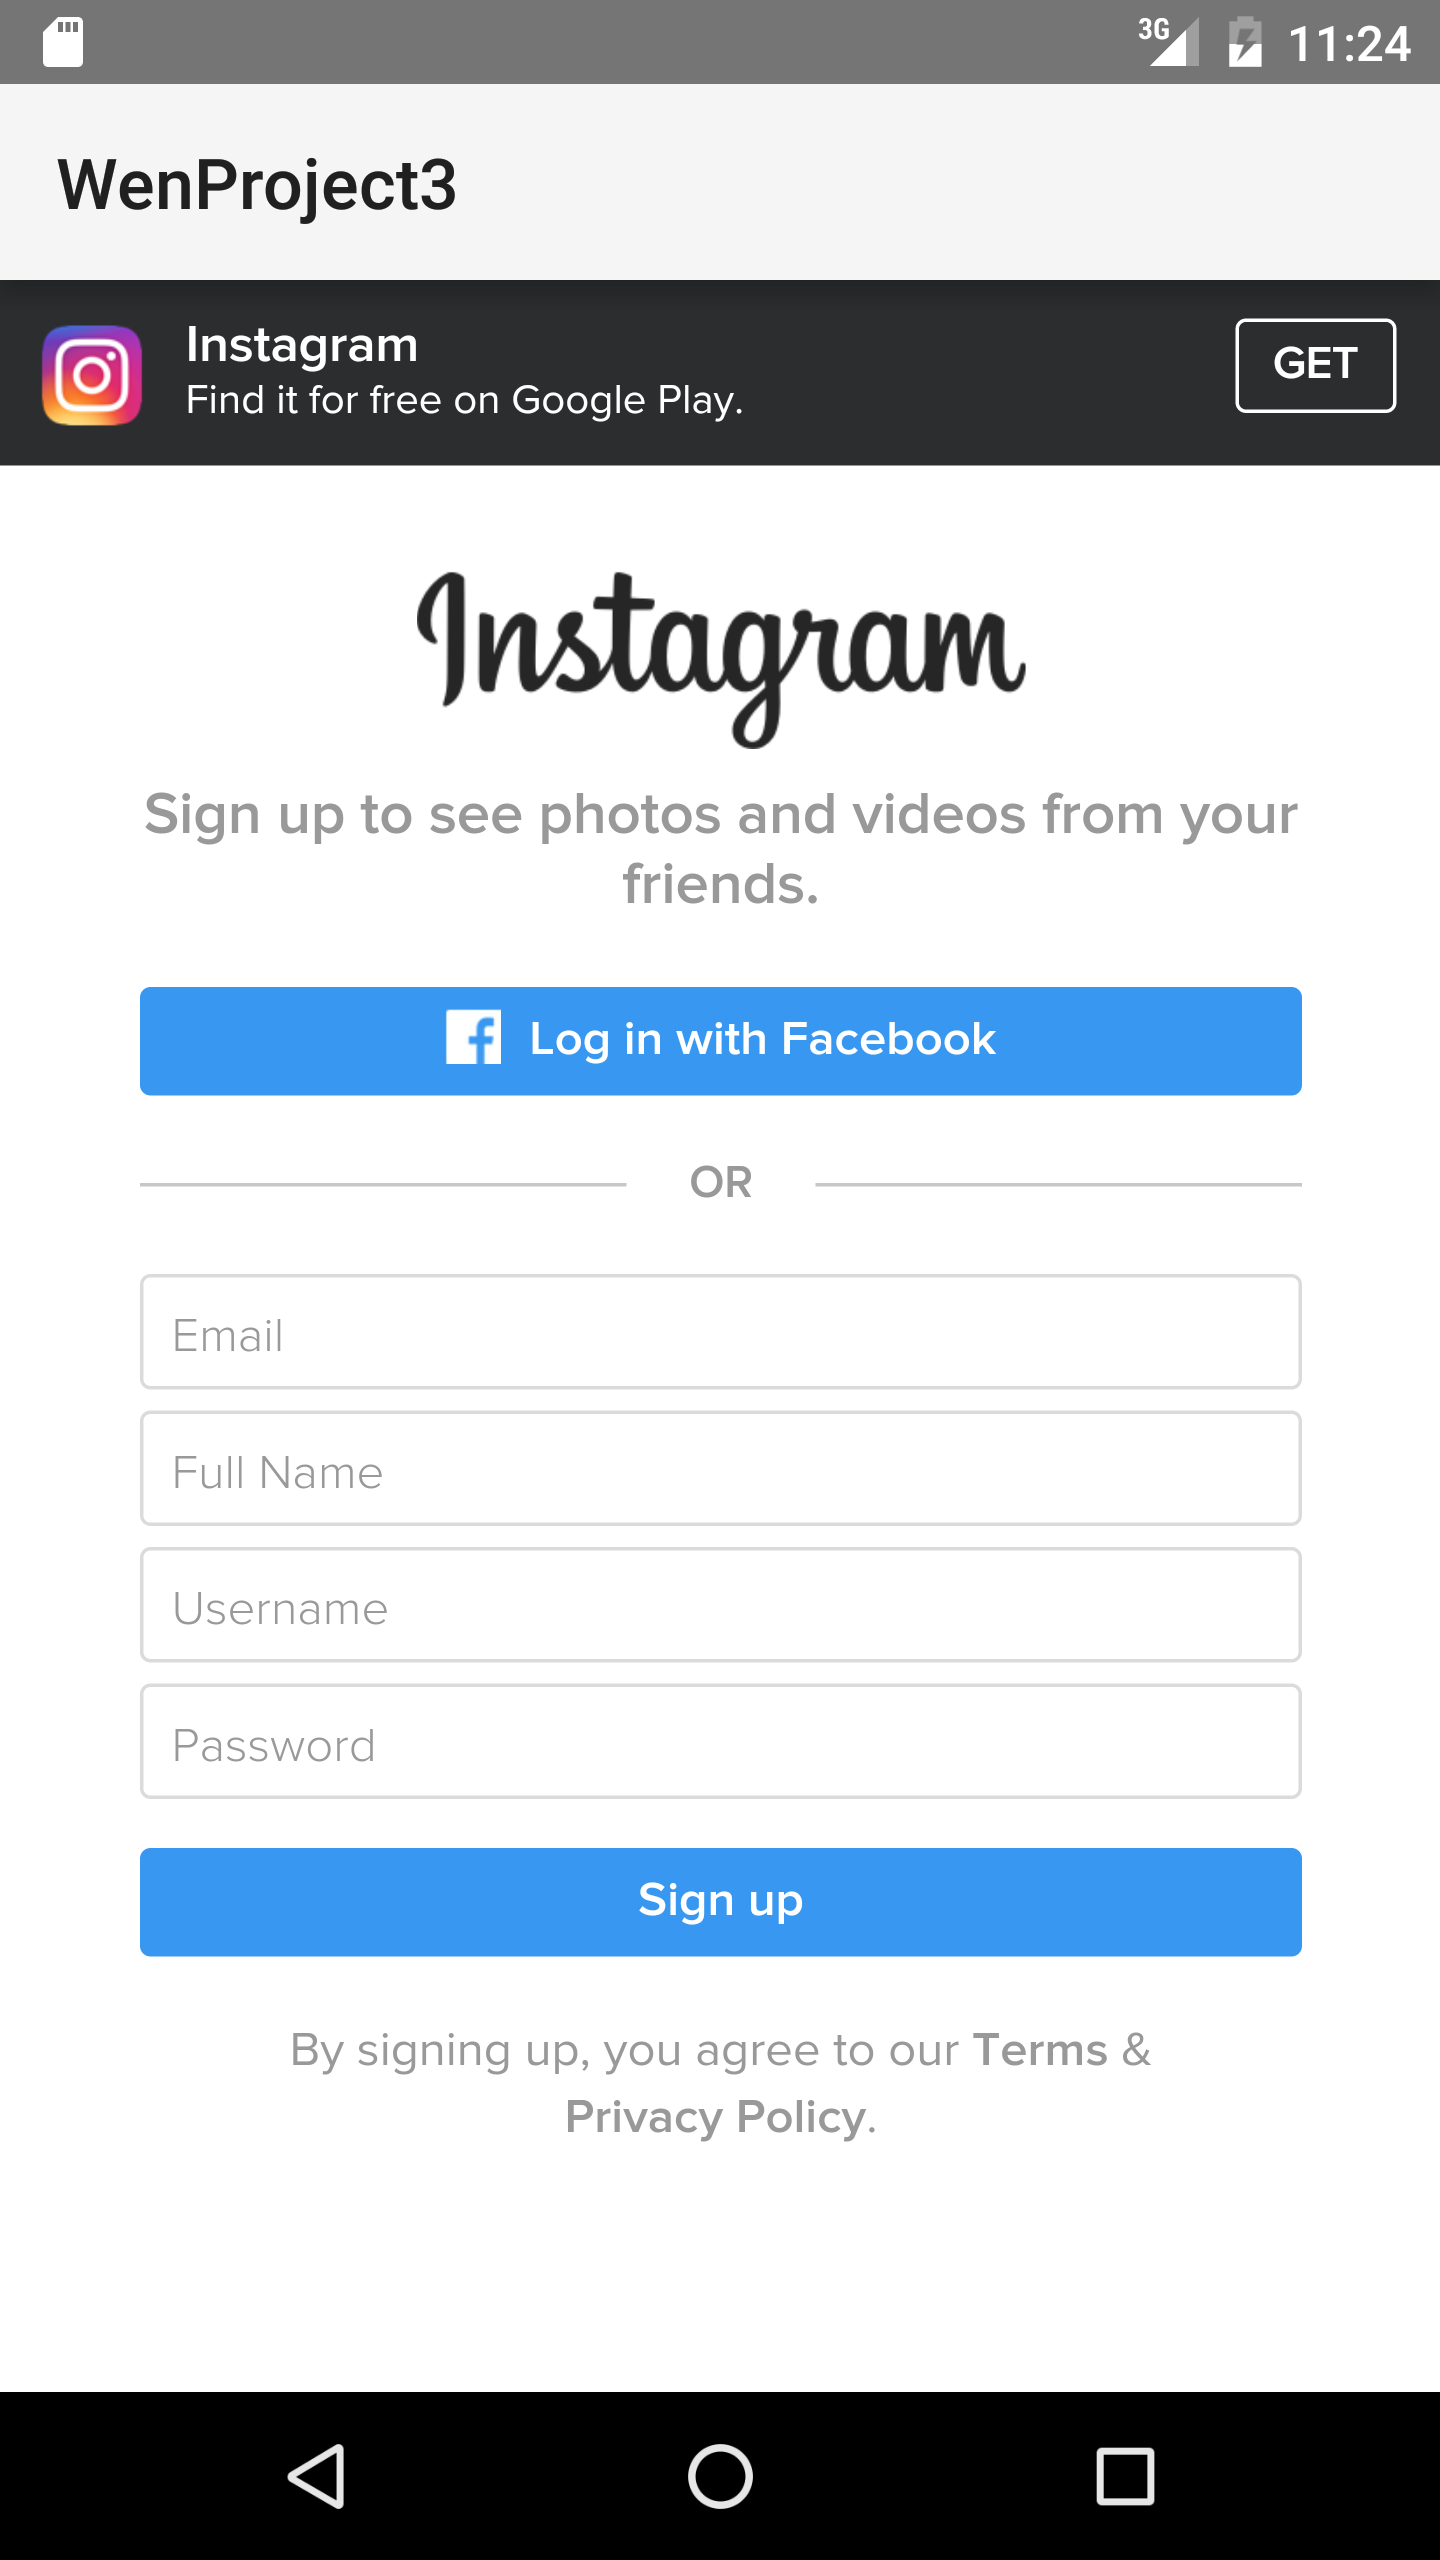 3G 11:24
WenProject3
Instagram
Find it for free on Google Play.
GET
Instagram
Sign up to see photos and videos from your
friends.
Log in with Facebook
OR
Email
Full Name
Username
Password
Sign up
By signing up, you agree to our Terms &
Privacy Policy.